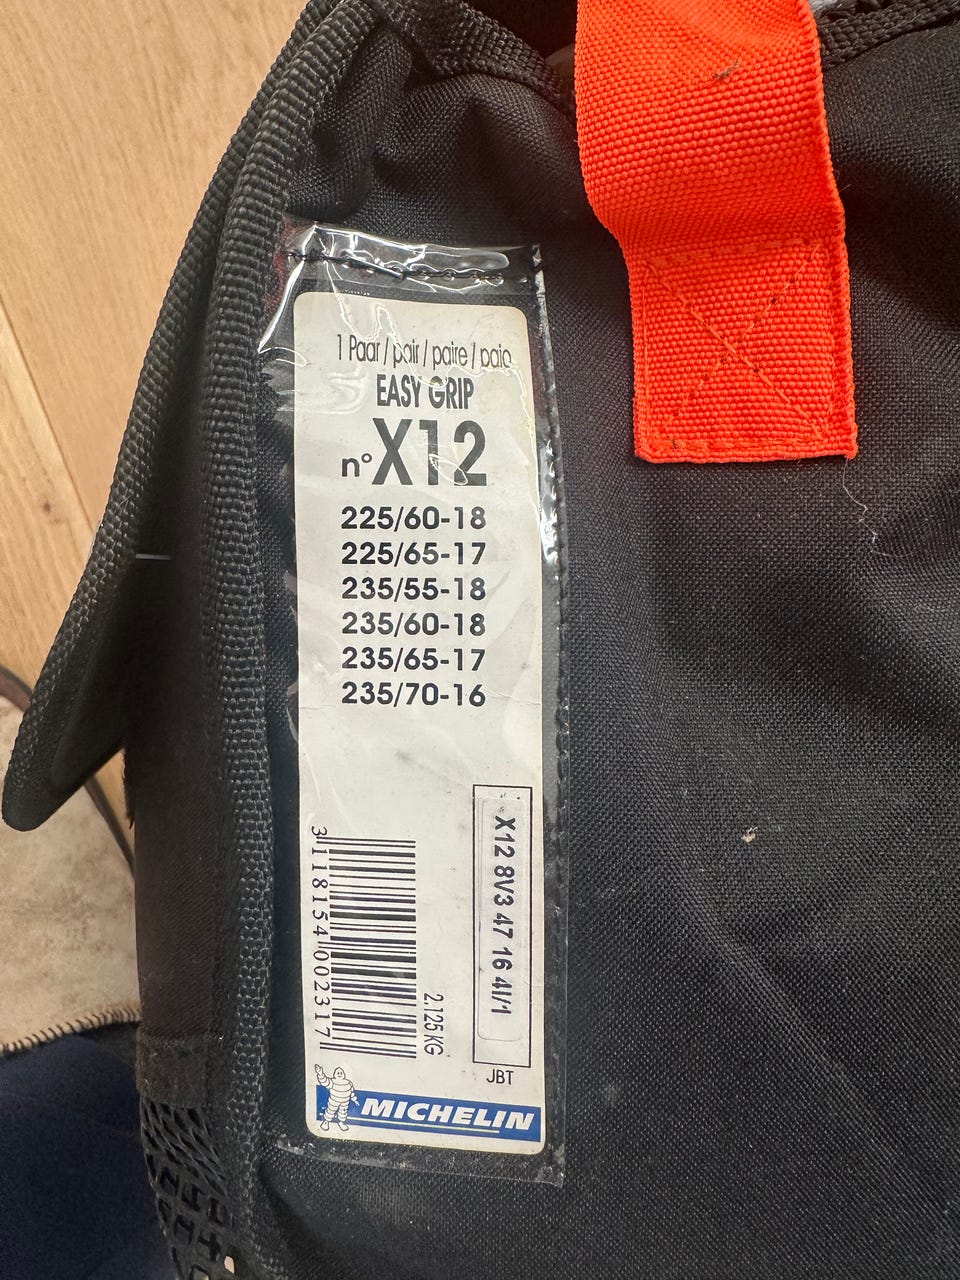 1 Paar / pair / paire / paio
EASY GRIP
n° X12
225/60-18
225/65-17
235/55-18
235/60-18
235/65-17
235/70-16
X12 8V3 47 16 4I/1
JBT
3 118154 002317
2,125 KG
MICHELIN